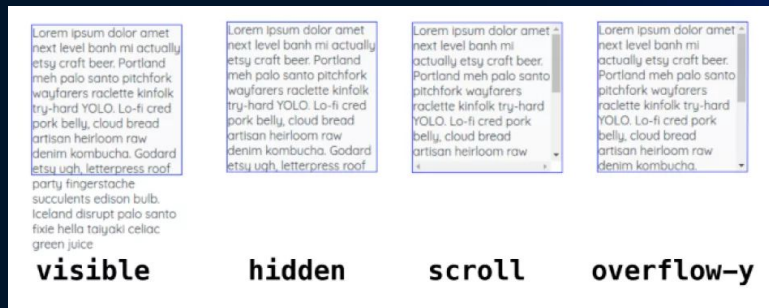 Lorem ipsum dolor amet
next level banh mi actually
etsy craft beer. Portland
meh palo santo pitchfork
wayfarers raclette kinfolk
try-hard YOLO. Lo-fi cred
pork belly, cloud bread
artisan heirloom raw
denim kombucha. Godard
etsy ugh, letterpress roof
party fingerstache
succulents edison bulb.
Iceland disrupt palo santo
fixie hella taiyaki celiac
green juice
visible
Lorem ipsum dolor amet
next level banh mi actually
etsy craft beer. Portland
meh palo santo pitchfork
wayfarers raclette kinfolk
try-hard YOLO. Lo-fi cred
pork belly, cloud bread
artisan heirloom raw
denim kombucha. Godard
etsy ugh, letterpress roof
hidden
Lorem ipsum dolor amet
next level banh mi
actually etsy craft beer.
Portland meh palo santo
pitchfork wayfarers
raclette kinfolk try-hard
YOLO. Lo-fi cred pork
belly, cloud bread
artisan heirloom raw
scroll
Lorem ipsum dolor amet
next level banh mi
actually etsy craft beer.
Portland meh palo santo
pitchfork wayfarers
raclette kinfolk try-hard
YOLO. Lo-fi cred pork
belly, cloud bread
artisan heirloom raw
denim kombucha.
overflow-y